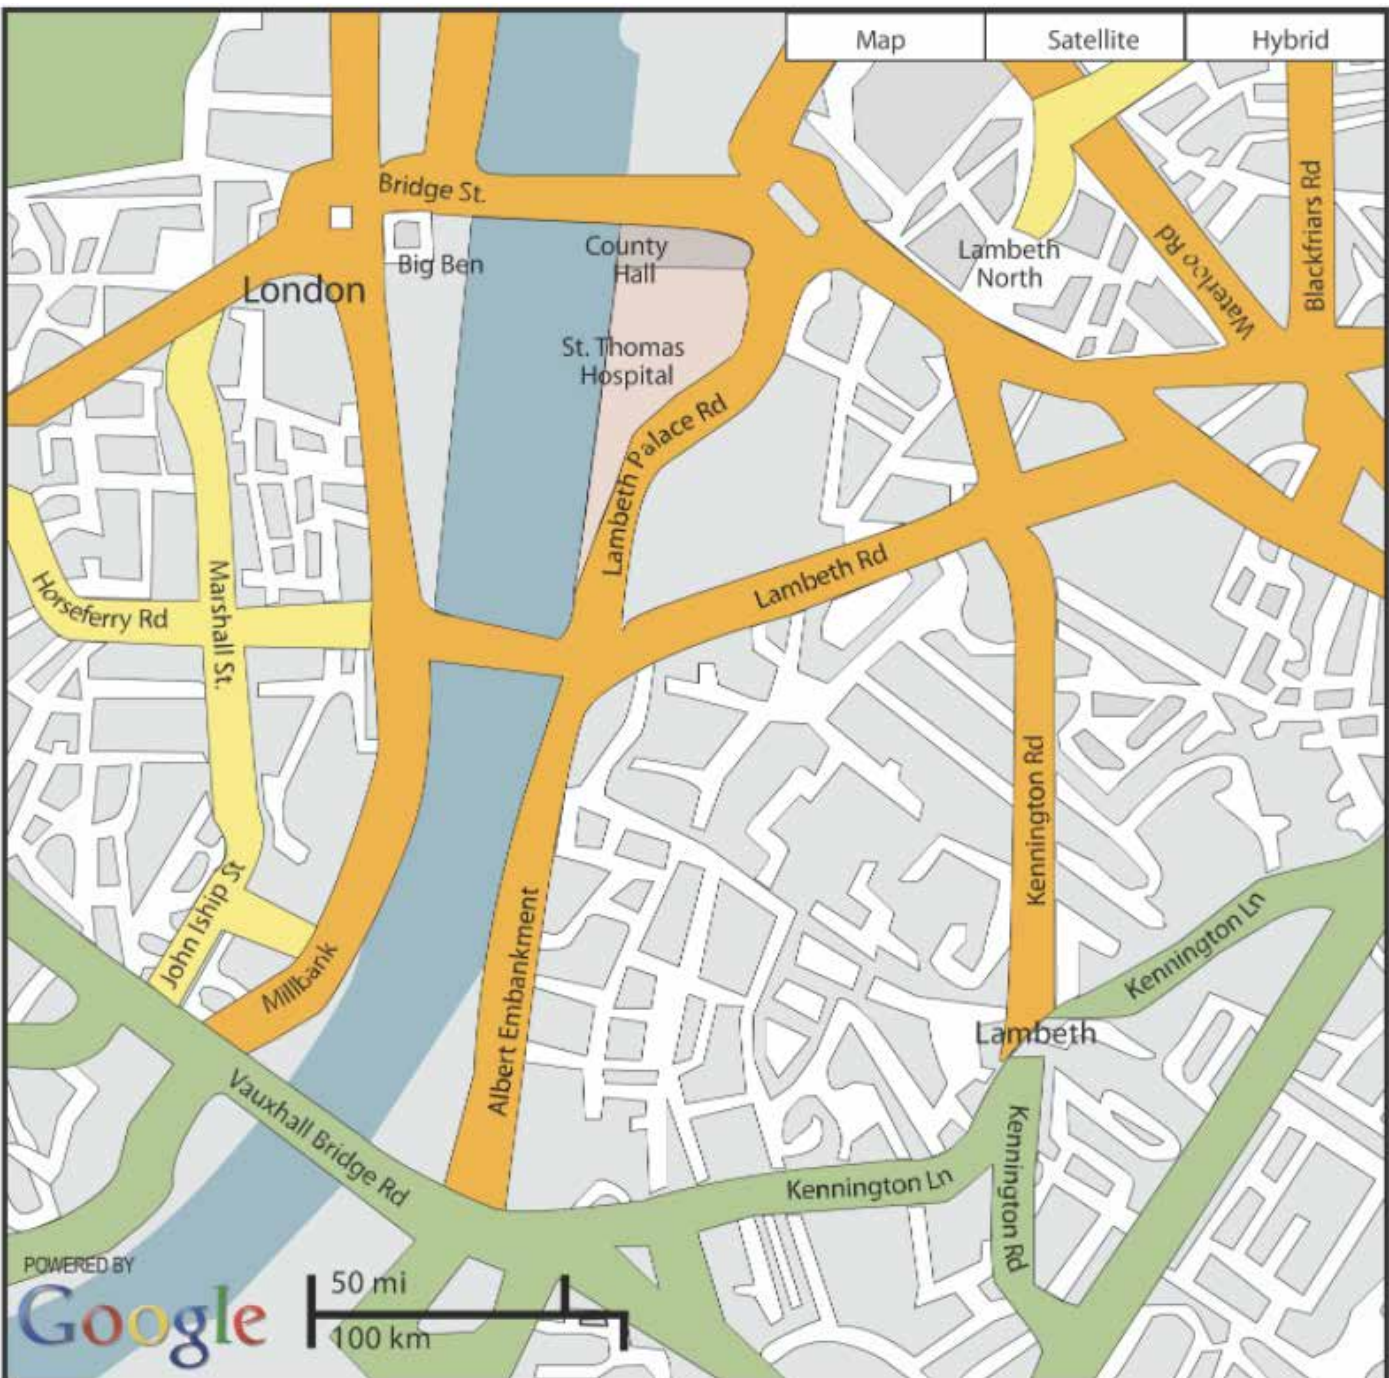 Map
Satellite
Hybrid
Bridge St.
Big Ben
London
County
Hall
St. Thomas
Hospital
Lambeth
North
Waterloo Rd
Blackfriars Rd
Lambeth Palace Rd
Lambeth Rd
Horseferry Rd
Marshall St.
Kennington Rd
John Iship St
Millbank
Albert Embankment
Kennington Ln
Lambeth
Vauxhall Bridge Rd
Kennington Ln
Kennington Rd
POWERED BY
Google
50 mi
100 km